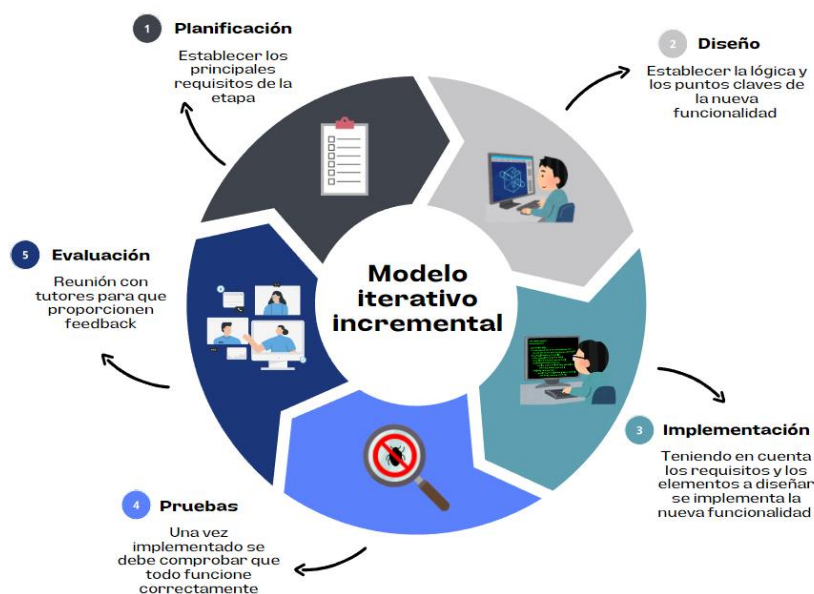 1 Planificación
Establecer los
principales
requisitos de la
etapa
2 Diseño
Establecer la lógica y
los puntos claves de
la nueva
funcionalidad
5 Evaluación
Reunión con
tutores para que
proporcionen
feedback
Modelo
iterativo
incremental
3 Implementación
Teniendo en cuenta
los requisitos y los
elementos a diseñar
se implementa la
nueva funcionalidad
4 Pruebas
Una vez
implementado se
debe comprobar que
todo funcione
correctamente